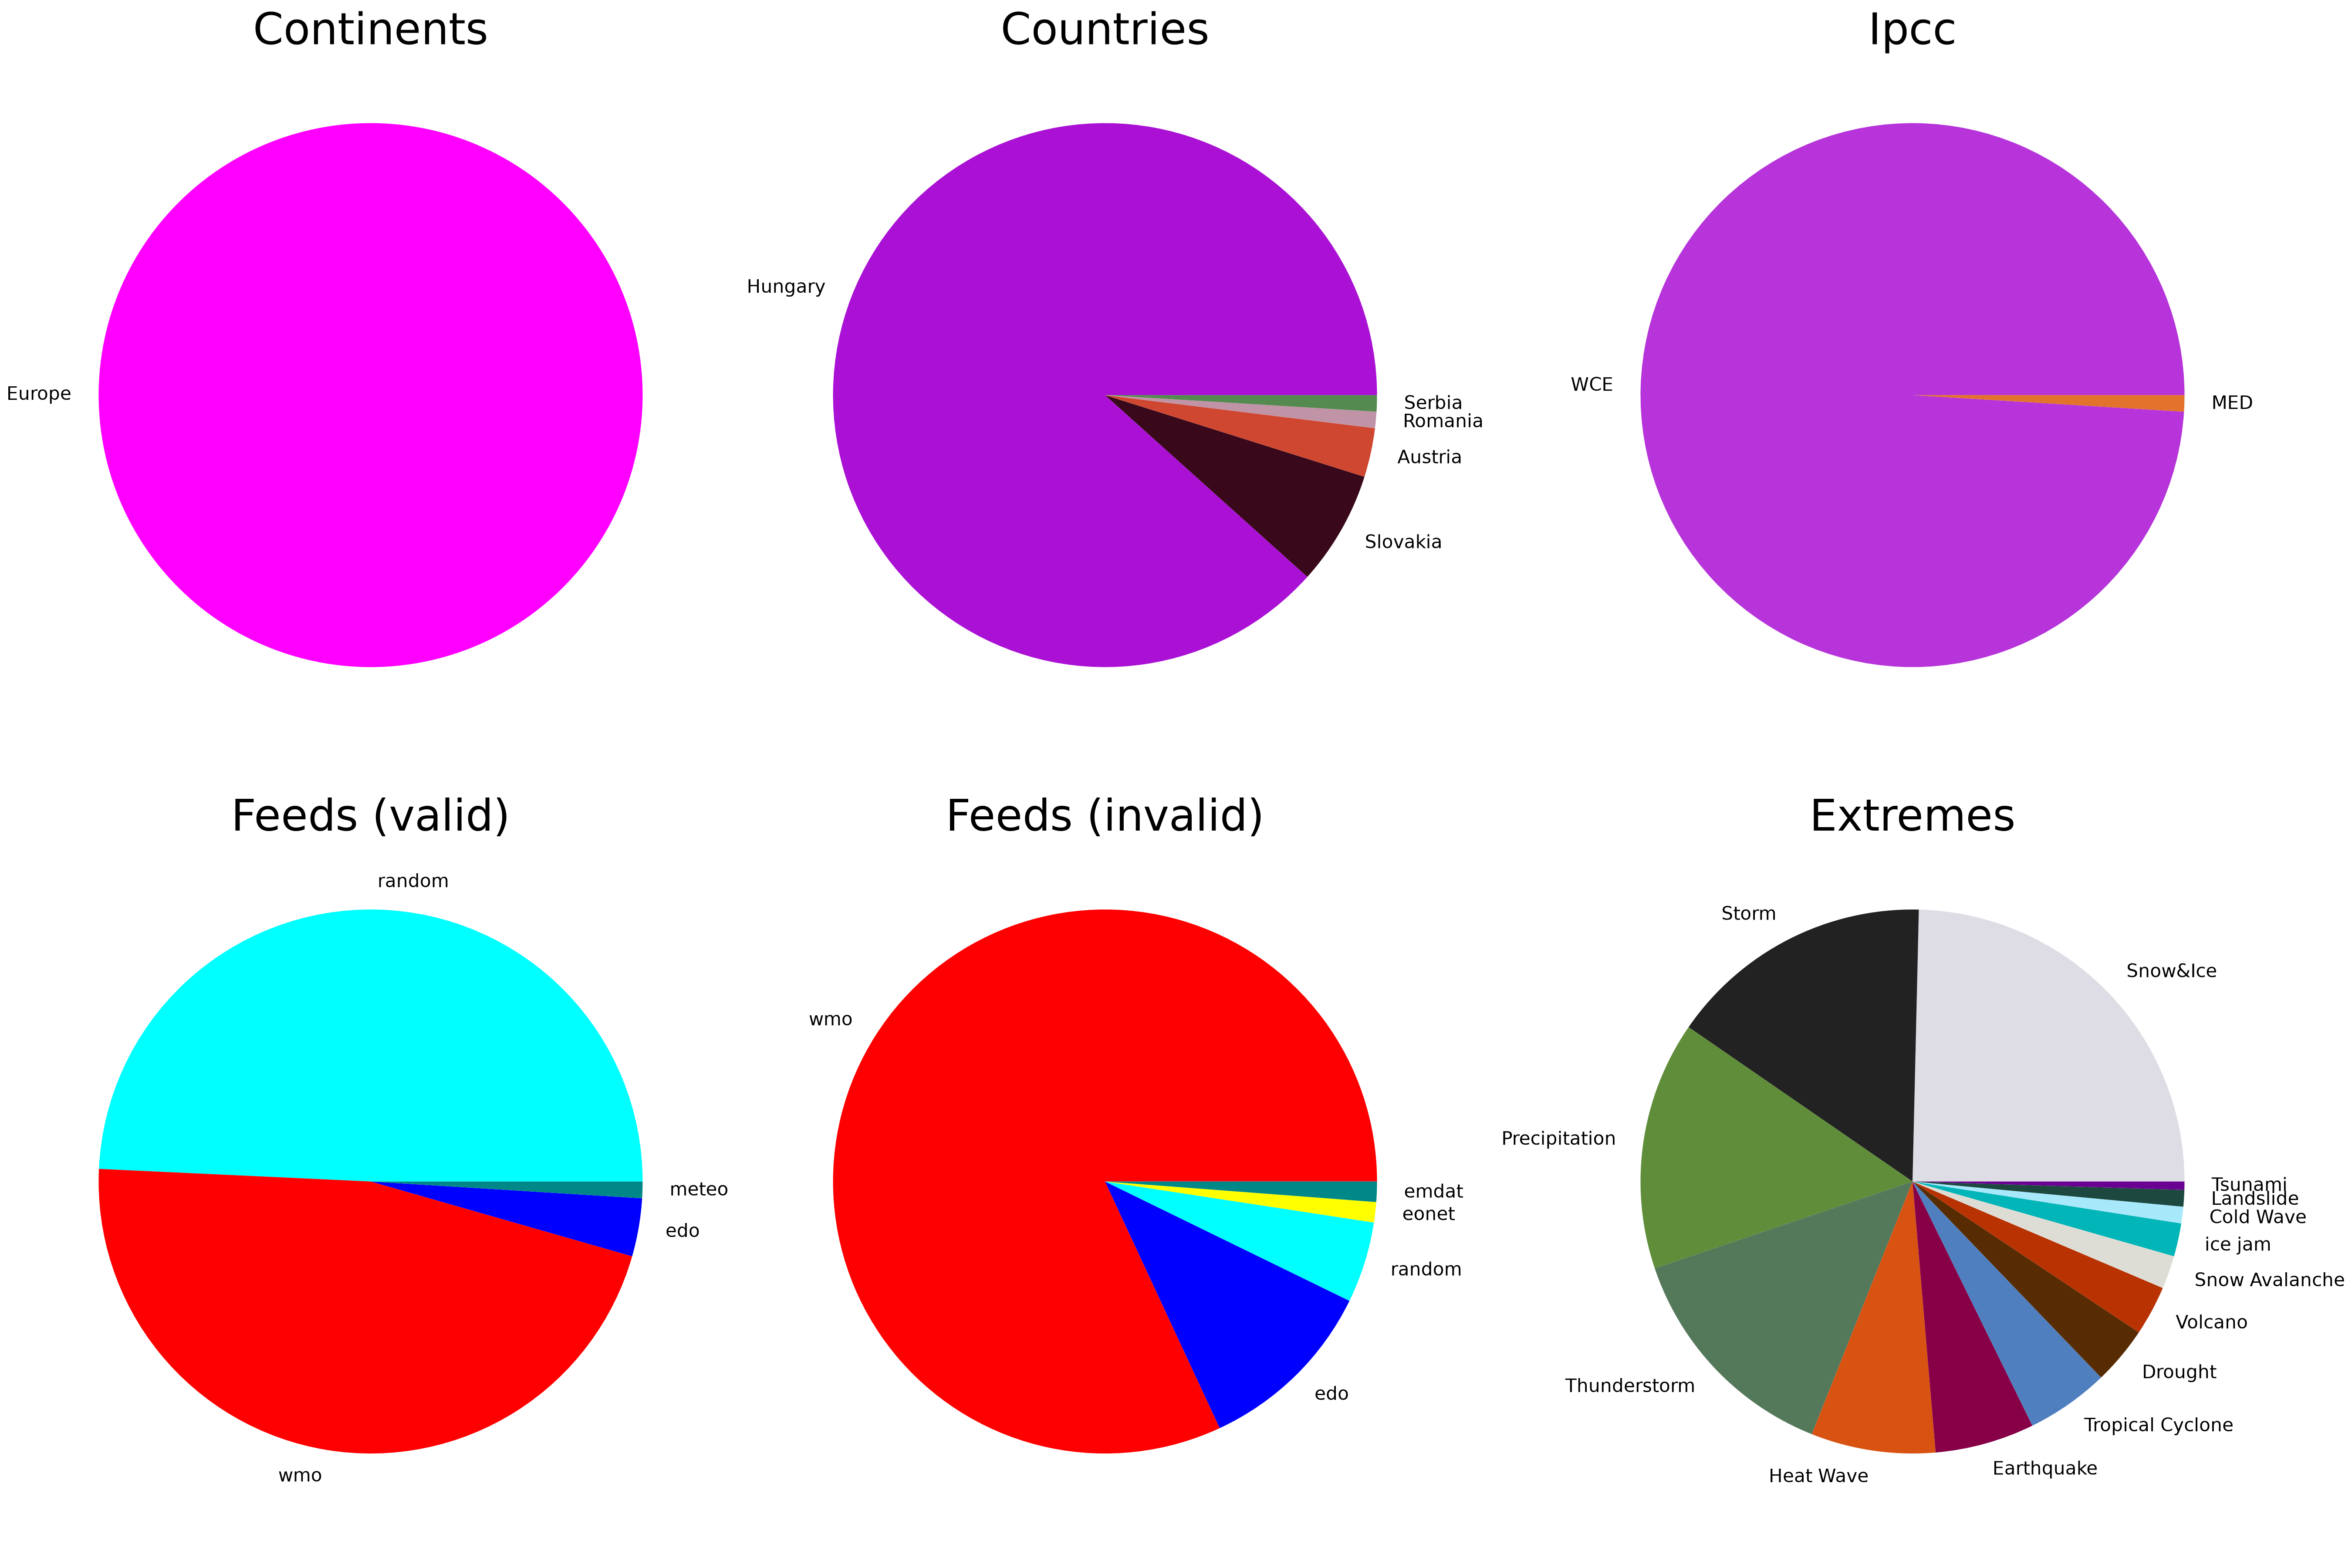 Continents
Countries
Ipcc
Europe
Hungary
Serbia
Romania
Austria
Slovakia
WCE
MED
Feeds (valid)
Feeds (invalid)
Extremes
random
meteo
edo
wmo
wmo
emdat
eonet
random
edo
Storm
Snow&Ice
Precipitation
Thunderstorm
Heat Wave
Earthquake
Tropical Cyclone
Drought
Volcano
Snow Avalanche
ice jam
Cold Wave
Landslide
Tsunami